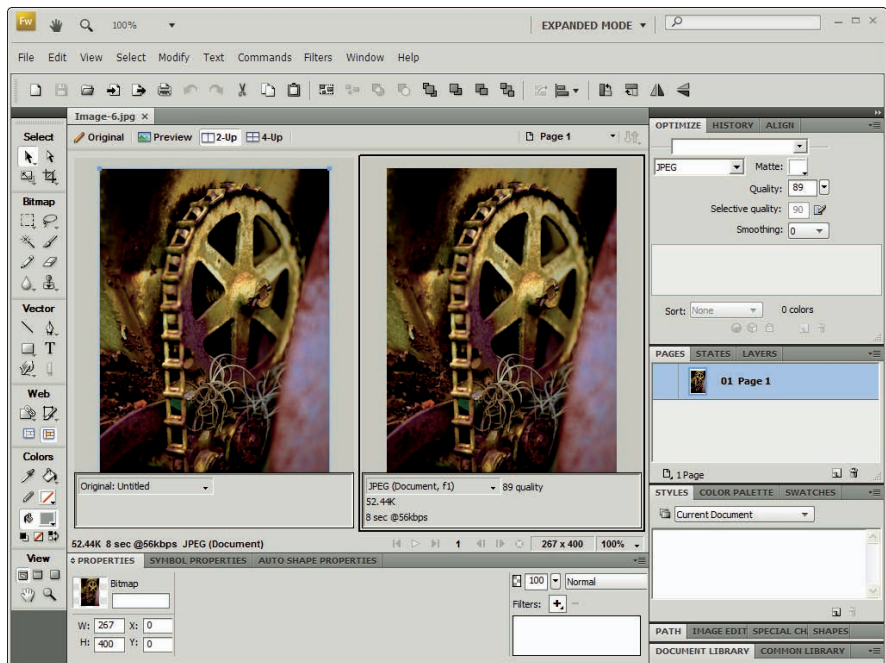 Fw 100% EXPANDED MODE
File Edit View Select Modify Text Commands Filters Window Help
Image-6.jpg ×
Original Preview 2-Up 4-Up Page 1
Select
Bitmap
Vector
T
Web
Colors
View
Original: Untitled
JPEG (Document, f1) 89 quality
52.44K
8 sec @56kbps
52.44K 8 sec @56kbps JPEG (Document) 1 267 x 400 100%
PROPERTIES SYMBOL PROPERTIES AUTO SHAPE PROPERTIES
Bitmap
W: 267 X: 0
H: 400 Y: 0
100 Normal
Filters:
OPTIMIZE HISTORY ALIGN
JPEG Matte:
Quality: 89
Selective quality: 90
Smoothing: 0
Sort: None 0 colors
PAGES STATES LAYERS
01 Page 1
1 Page
STYLES COLOR PALETTE SWATCHES
Current Document
PATH IMAGE EDIT SPECIAL CH SHAPES
DOCUMENT LIBRARY COMMON LIBRARY